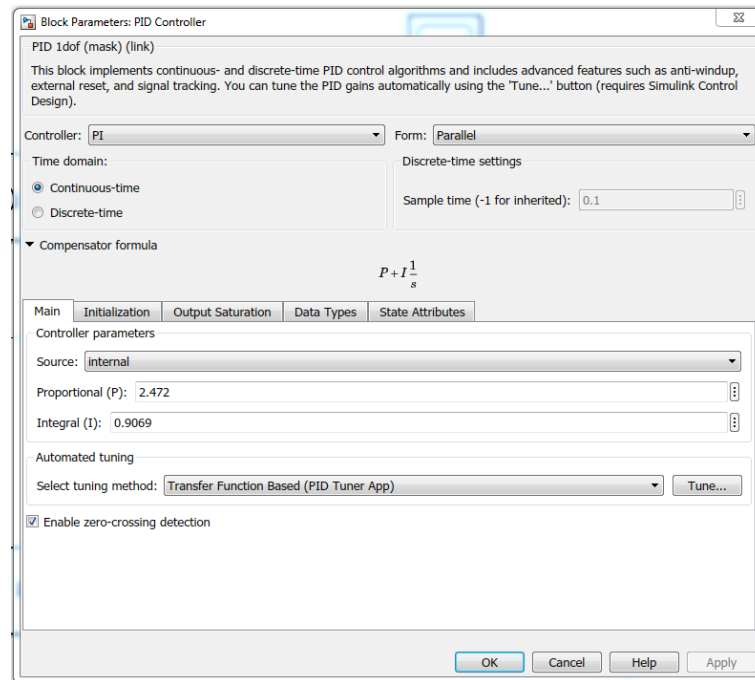 Block Parameters: PID Controller
PID 1dof (mask) (link)
This block implements continuous- and discrete-time PID control algorithms and includes advanced features such as anti-windup,
external reset, and signal tracking. You can tune the PID gains automatically using the 'Tune...' button (requires Simulink Control
Design).
Controller: PI Form: Parallel
Time domain: Discrete-time settings
Continuous-time
Sample time (-1 for inherited): 0.1
Discrete-time
Compensator formula
P + I 1/s
Main Initialization Output Saturation Data Types State Attributes
Controller parameters
Source: internal
Proportional (P): 2.472
Integral (I): 0.9069
Automated tuning
Select tuning method: Transfer Function Based (PID Tuner App) Tune...
Enable zero-crossing detection
OK Cancel Help Apply